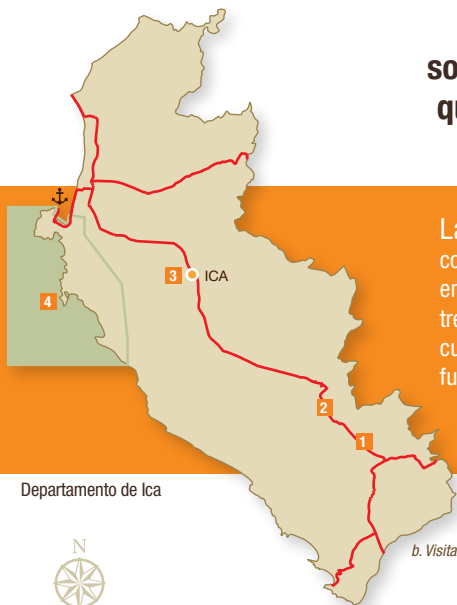 so
qu
La
co
en
tre
cu
fu
3
ICA
4
2
1
Departamento de Ica
b. Visita
N